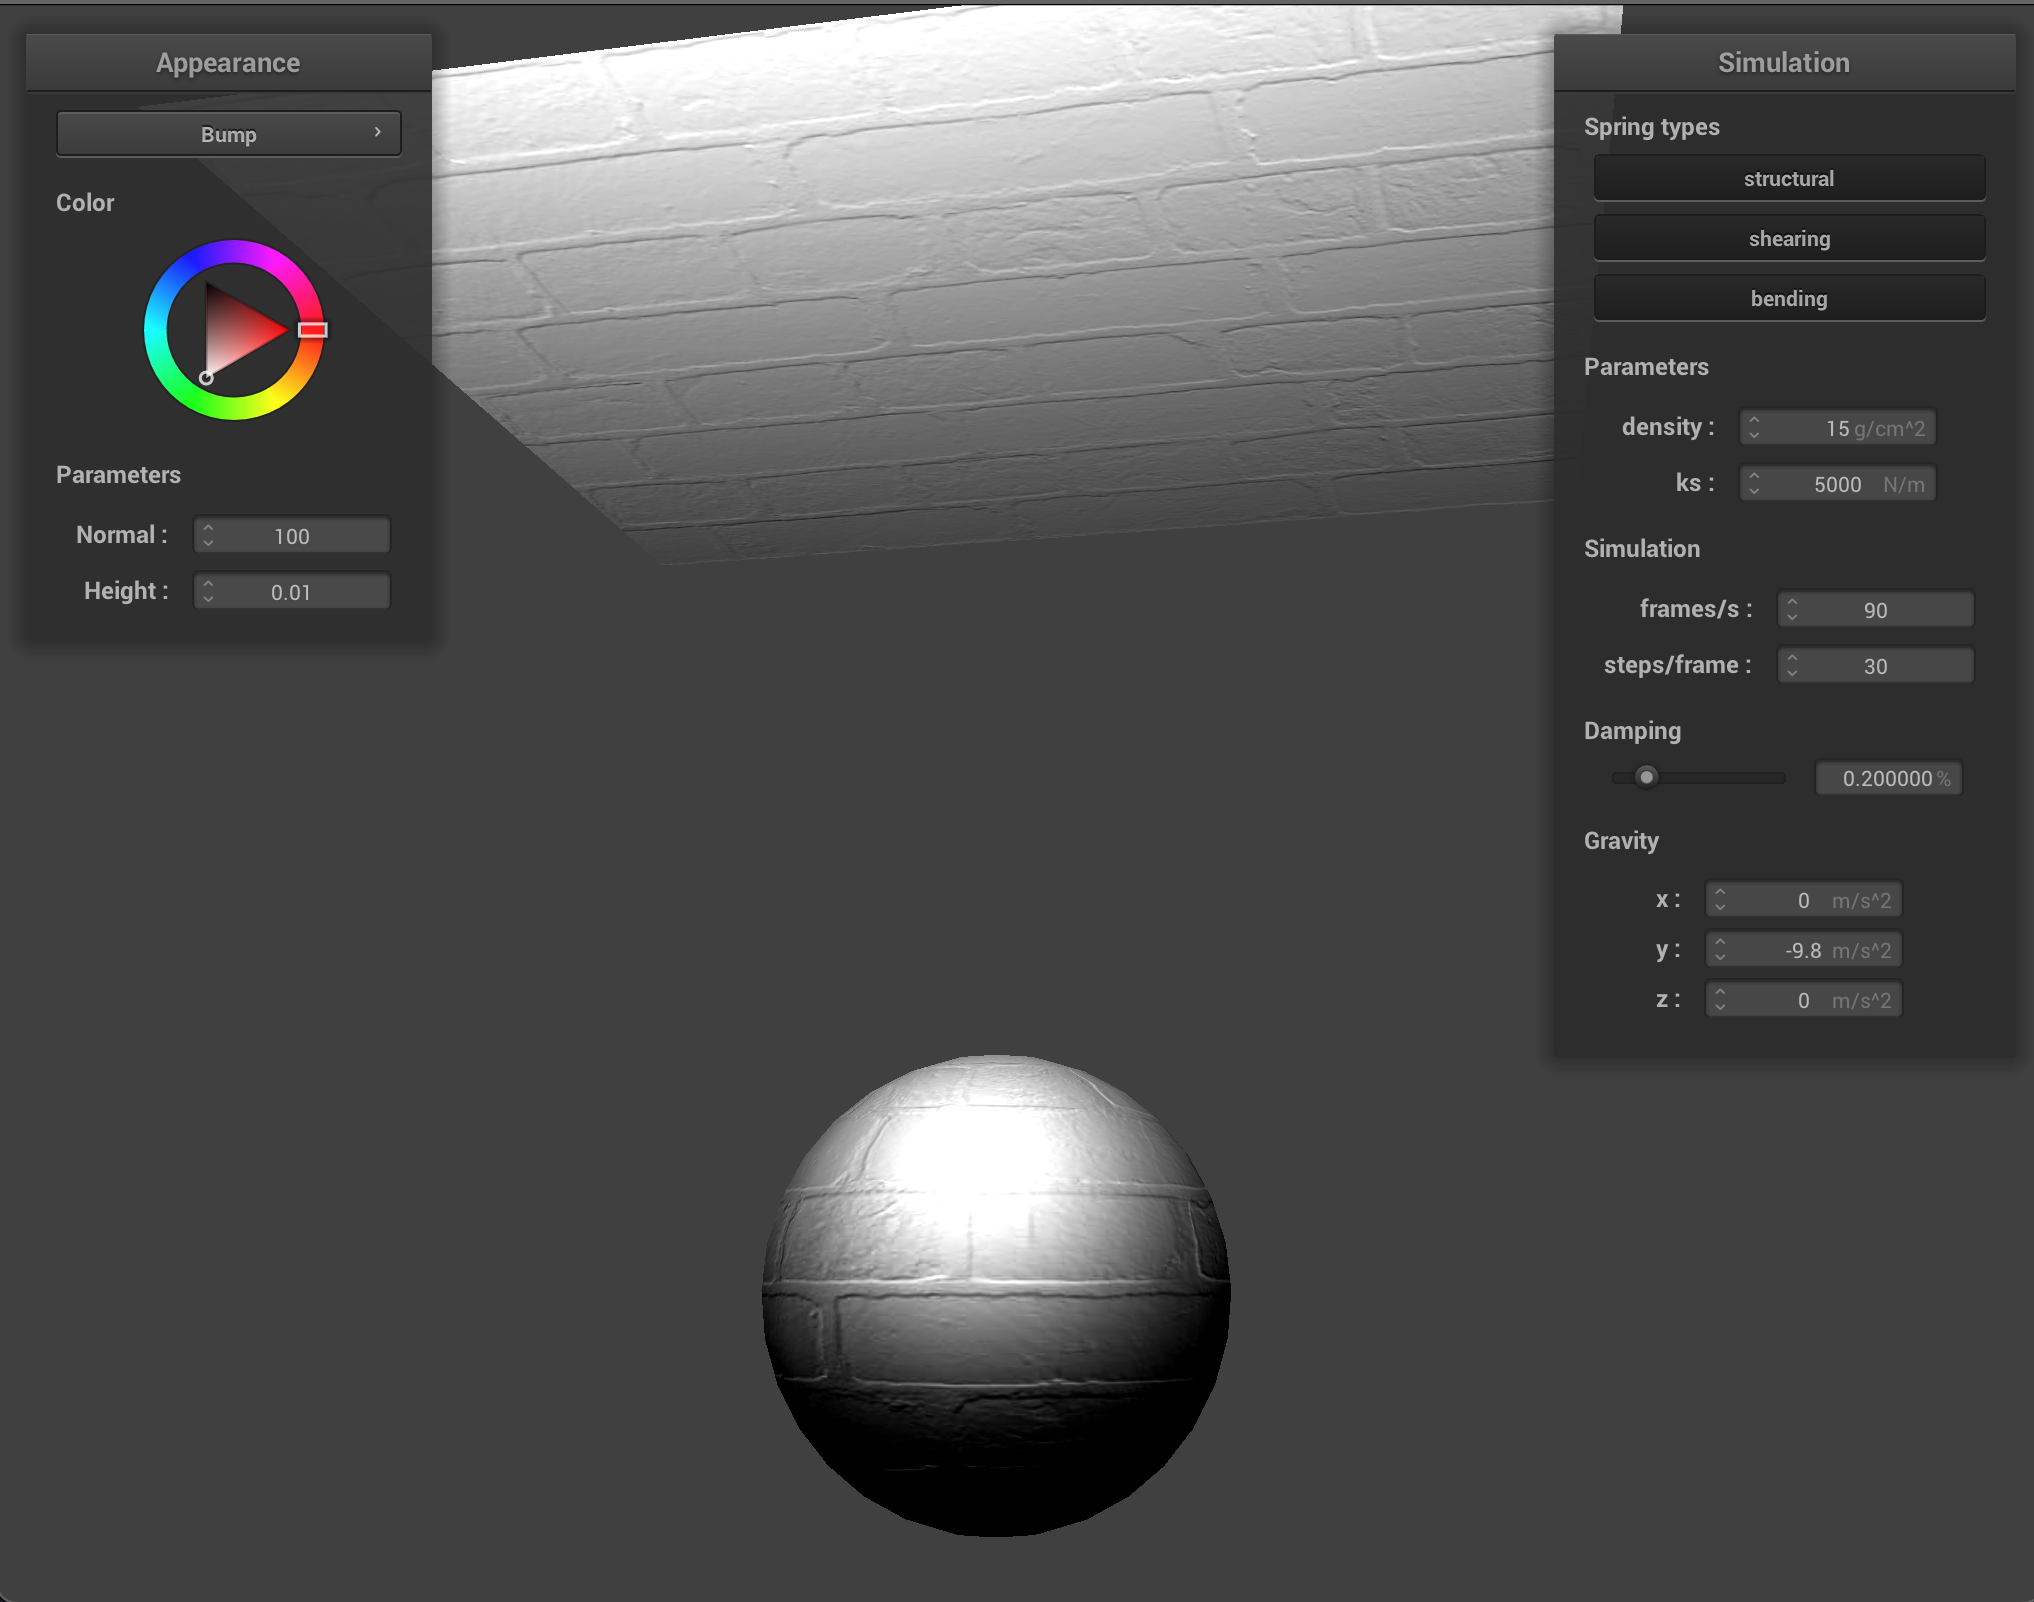 Appearance
Bump
Color
Parameters
Normal : 100
Height : 0.01
Simulation
Spring types
structural
shearing
bending
Parameters
density : 15 g/cm^2
ks : 5000 N/m
Simulation
frames/s : 90
steps/frame : 30
Damping
0.200000 %
Gravity
x : 0 m/s^2
y : -9.8 m/s^2
z : 0 m/s^2